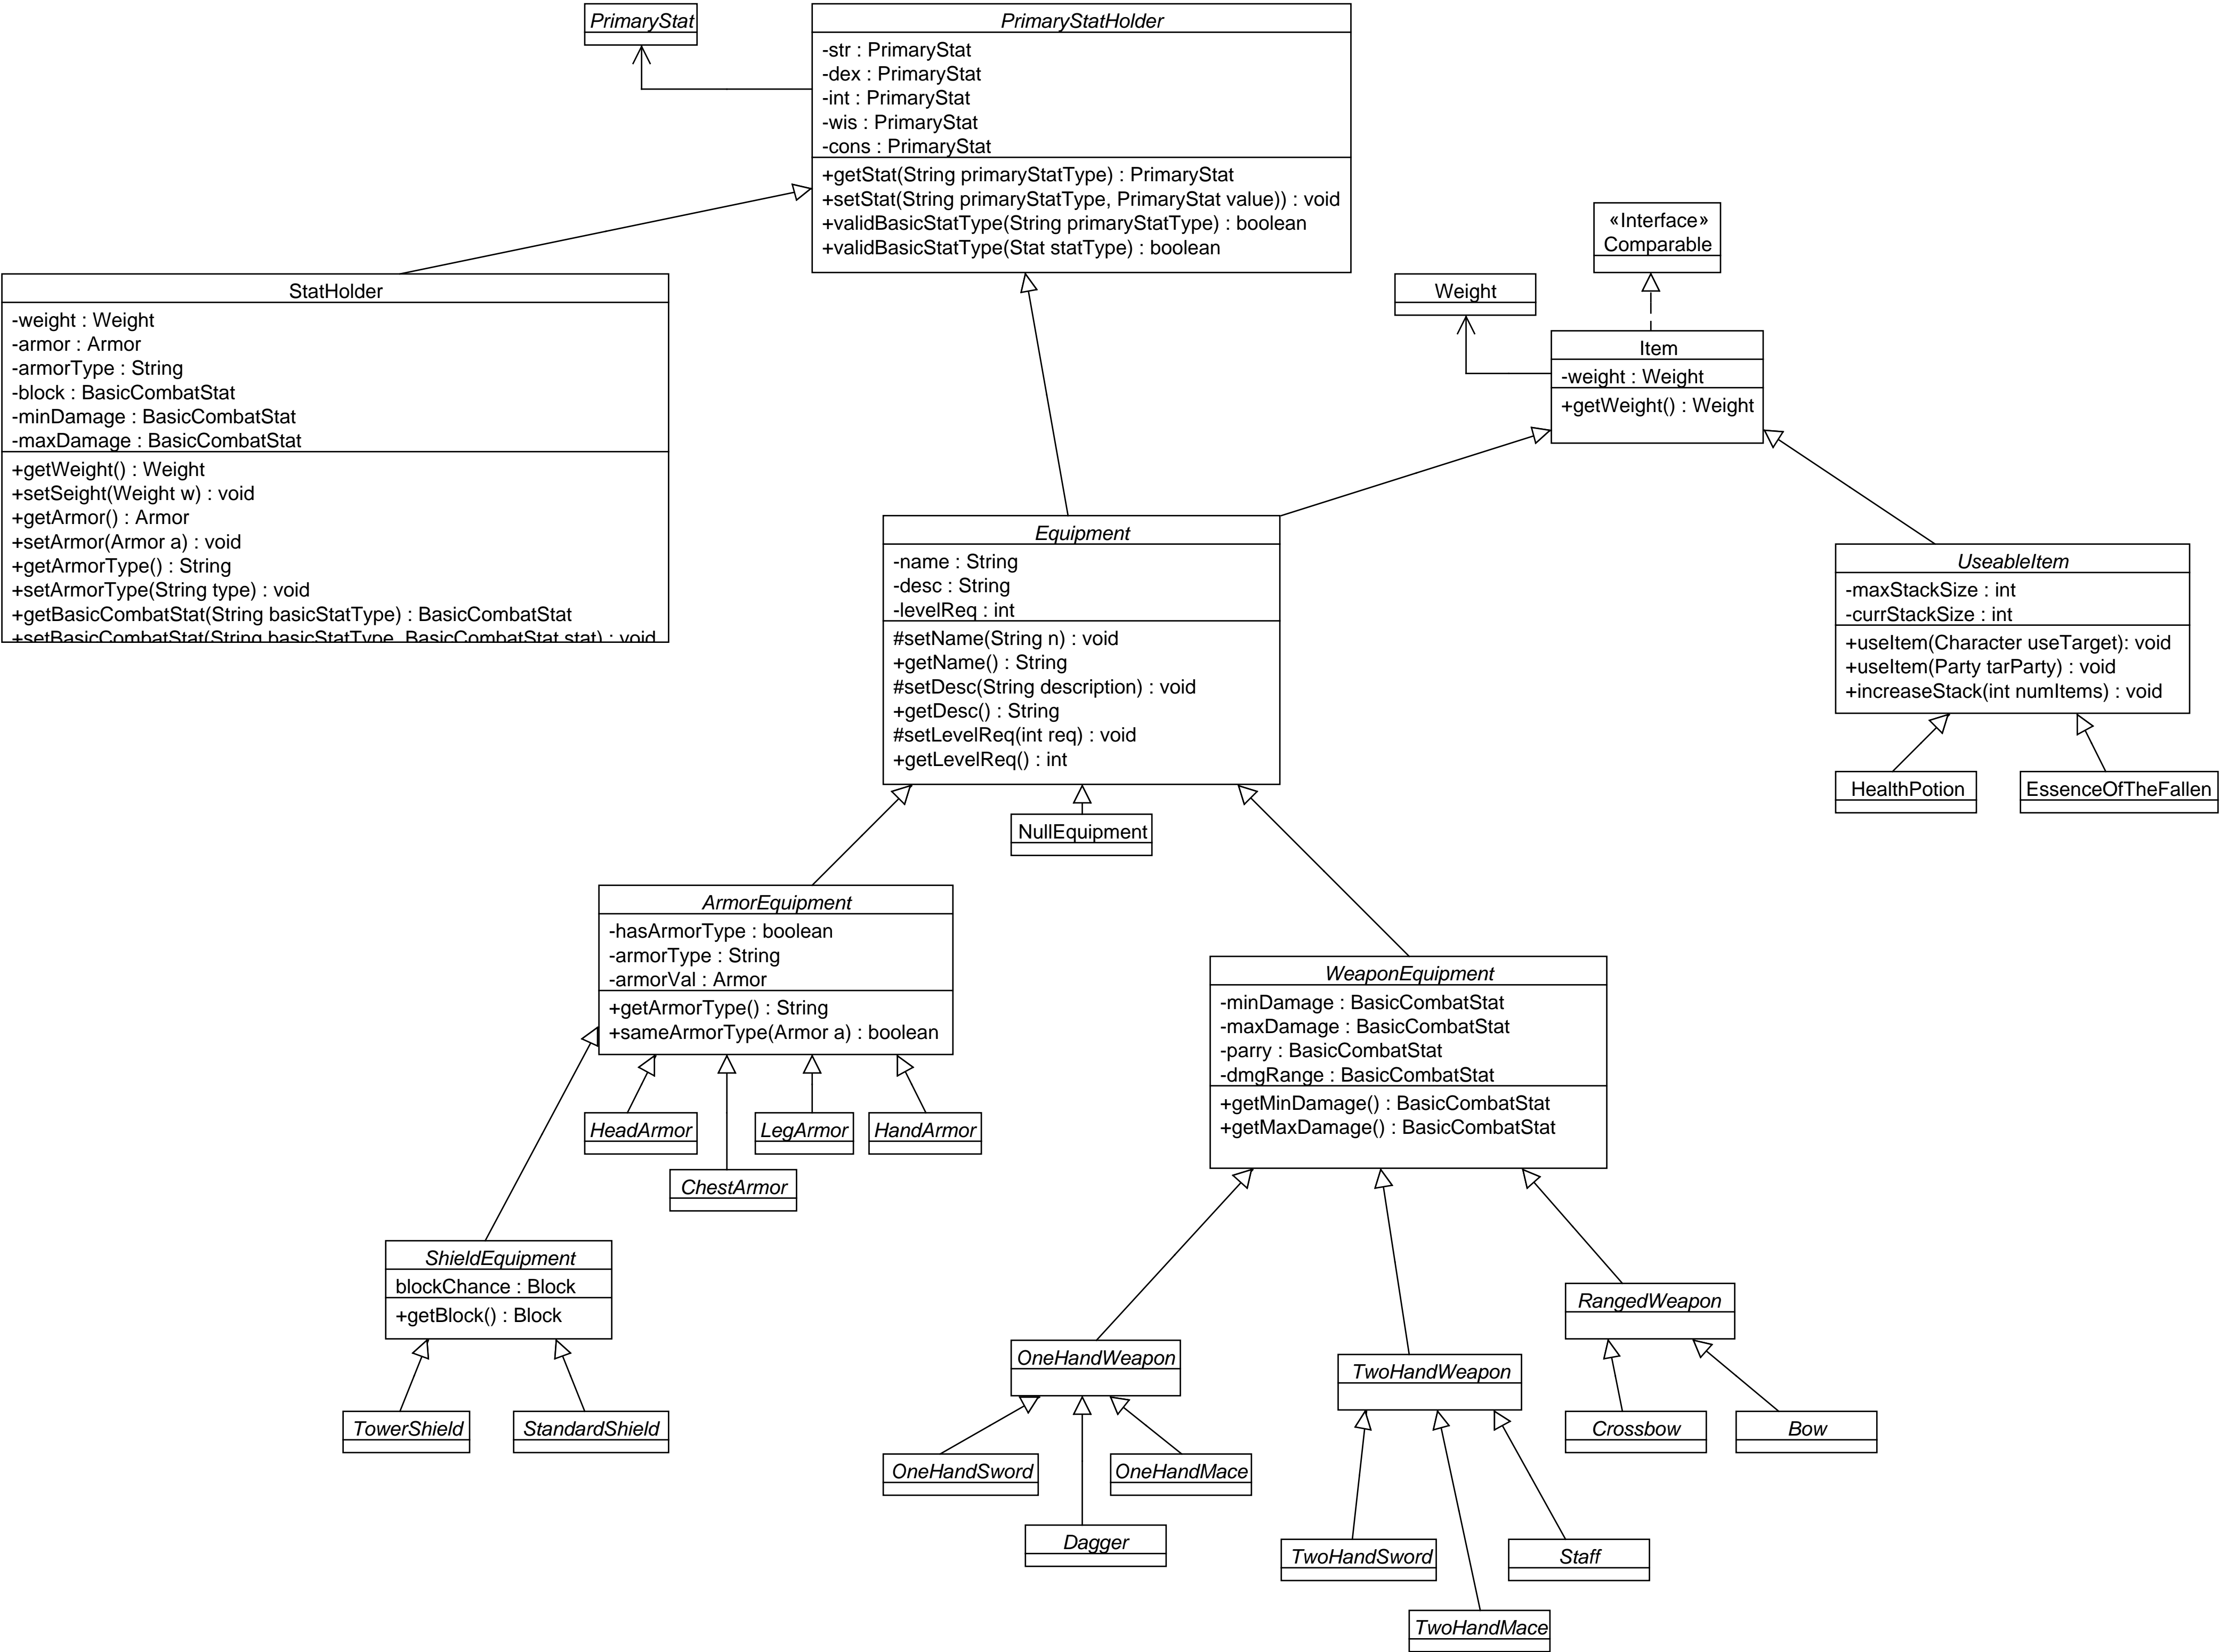 PrimaryStat
PrimaryStatHolder
-str : PrimaryStat
-dex : PrimaryStat
-int : PrimaryStat
-wis : PrimaryStat
-cons : PrimaryStat
+getStat(String primaryStatType) : PrimaryStat
+setStat(String primaryStatType, PrimaryStat value)) : void
+validBasicStatType(String primaryStatType) : boolean
+validBasicStatType(Stat statType) : boolean
«Interface»
Comparable
StatHolder
-weight : Weight
-armor : Armor
-armorType : String
-block : BasicCombatStat
-minDamage : BasicCombatStat
-maxDamage : BasicCombatStat
+getWeight() : Weight
+setSeight(Weight w) : void
+getArmor() : Armor
+setArmor(Armor a) : void
+getArmorType() : String
+setArmorType(String type) : void
+getBasicCombatStat(String basicStatType) : BasicCombatStat
+setBasicCombatStat(String basicStatType, BasicCombatStat stat) : void
Weight
Item
-weight : Weight
+getWeight() : Weight
Equipment
-name : String
-desc : String
-levelReq : int
#setName(String n) : void
+getName() : String
#setDesc(String description) : void
+getDesc() : String
#setLevelReq(int req) : void
+getLevelReq() : int
UseableItem
-maxStackSize : int
-currStackSize : int
+useItem(Character useTarget): void
+useItem(Party tarParty) : void
+increaseStack(int numItems) : void
HealthPotion
EssenceOfTheFallen
NullEquipment
ArmorEquipment
-hasArmorType : boolean
-armorType : String
-armorVal : Armor
+getArmorType() : String
+sameArmorType(Armor a) : boolean
WeaponEquipment
-minDamage : BasicCombatStat
-maxDamage : BasicCombatStat
-parry : BasicCombatStat
-dmgRange : BasicCombatStat
+getMinDamage() : BasicCombatStat
+getMaxDamage() : BasicCombatStat
HeadArmor
LegArmor
HandArmor
ChestArmor
ShieldEquipment
blockChance : Block
+getBlock() : Block
RangedWeapon
OneHandWeapon
TwoHandWeapon
TowerShield
StandardShield
Crossbow
Bow
OneHandSword
OneHandMace
Dagger
TwoHandSword
Staff
TwoHandMace